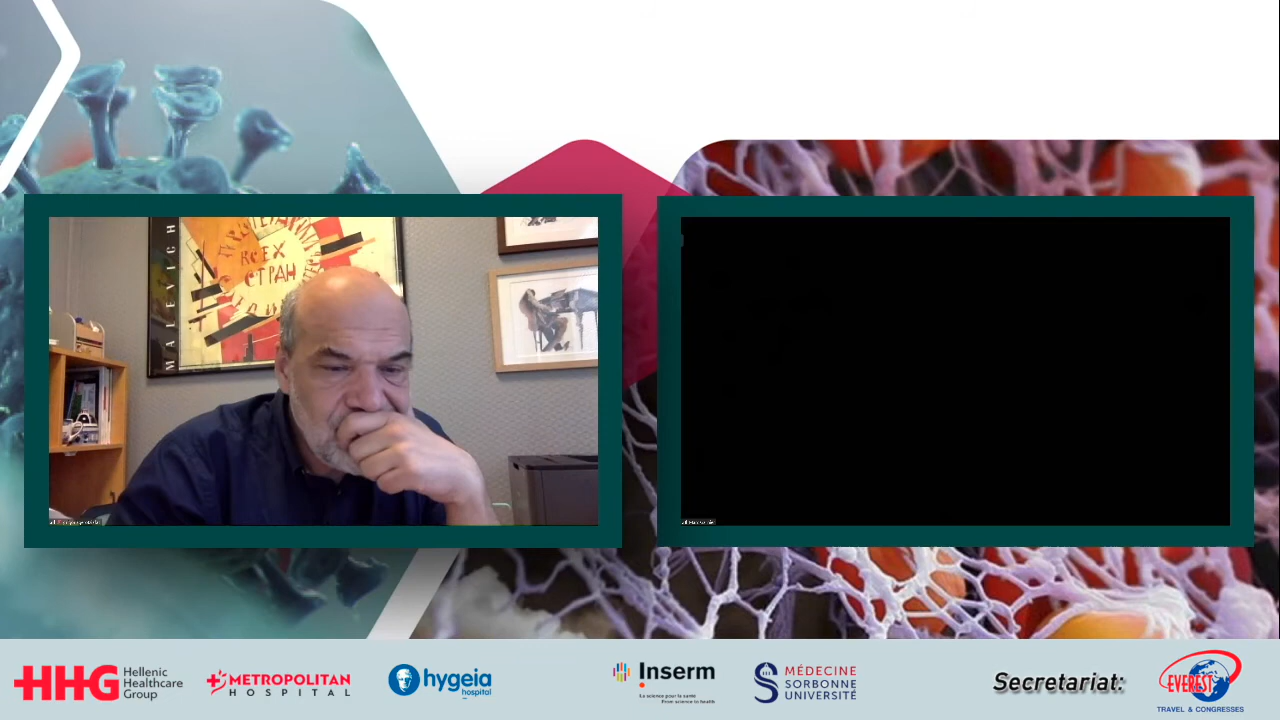 MALEVICH
ВСЕХ
СТРАН
HHG
Hellenic
Healthcare
Group
METROPOLITAN
HOSPITAL
hygeia
hospital
Inserm
La science pour la santé
From science to health
MÉDECINE
SORBONNE
UNIVERSITÉ
Secretariat:
EVEREST
TRAVEL & CONGRESSES